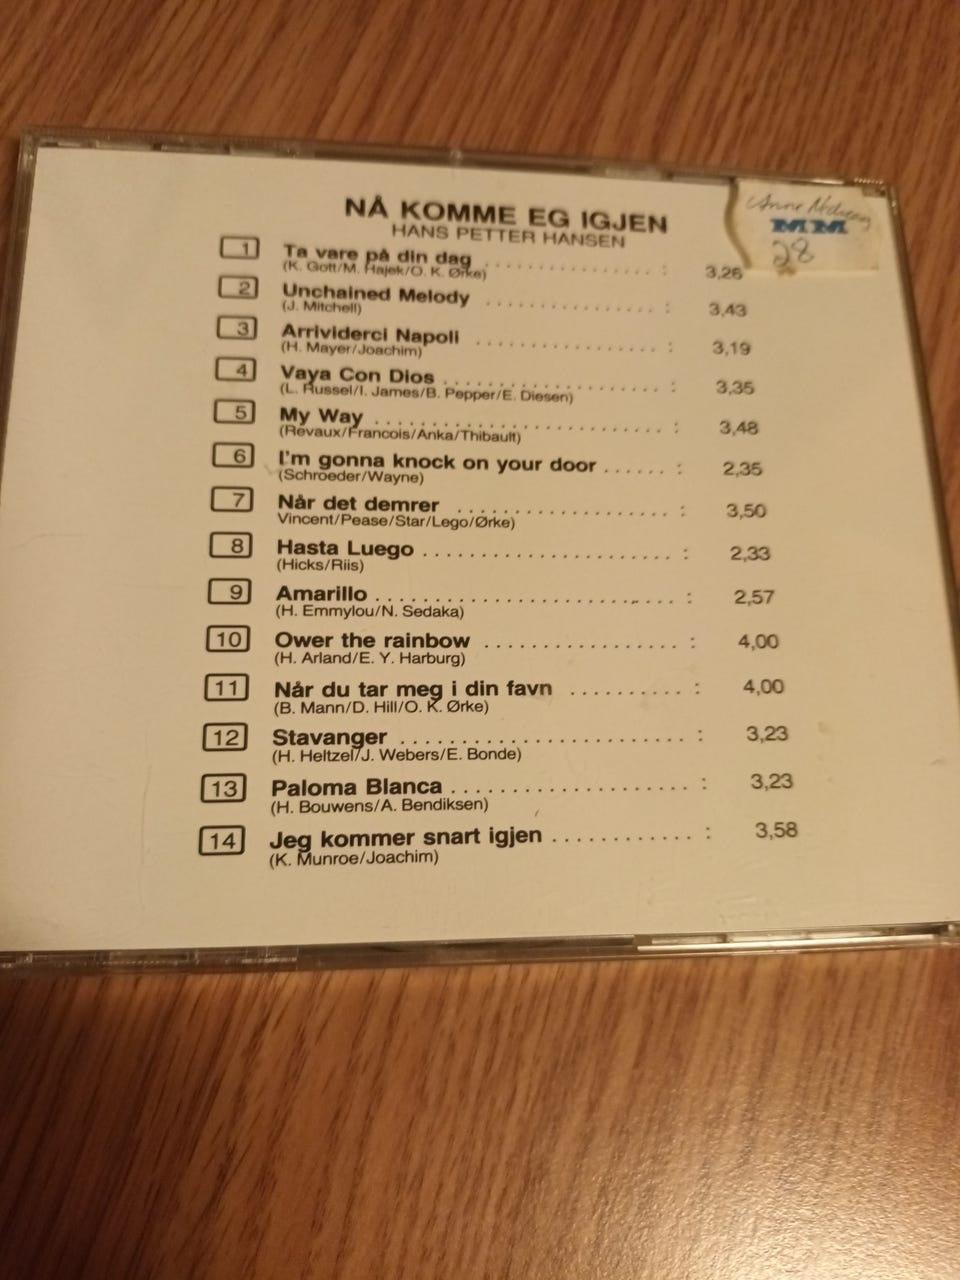 NÅ KOMME EG IGJEN
HANS PETTER HANSEN
Anne
MM
28
1 Ta vare på din dag . . . . . . . . . . . . . . . . . : 3,26
(K. Gott/M. Hajek/O. K. Ørke)
2 Unchained Melody . . . . . . . . . . . . . . . . . : 3,43
(J. Mitchell)
3 Arrividerci Napoli . . . . . . . . . . . . . . . . . . : 3,19
(H. Mayer/Joachim)
4 Vaya Con Dios . . . . . . . . . . . . . . . . . . . . . : 3,35
(L. Russel/I. James/B. Pepper/E. Diesen)
5 My Way . . . . . . . . . . . . . . . . . . . . . . . . . . : 3,48
(Revaux/Francois/Anka/Thibault)
6 I'm gonna knock on your door . . . . . . : 2,35
(Schroeder/Wayne)
7 Når det demrer . . . . . . . . . . . . . . . . . . . . : 3,50
Vincent/Pease/Star/Lego/Ørke)
8 Hasta Luego . . . . . . . . . . . . . . . . . . . . . . . : 2,33
(Hicks/Riis)
9 Amarillo . . . . . . . . . . . . . . . . . . . . . . . . . . . : 2,57
(H. Emmylou/N. Sedaka)
10 Ower the rainbow . . . . . . . . . . . . . . . . . : 4,00
(H. Arland/E. Y. Harburg)
11 Når du tar meg i din favn . . . . . . . . . . : 4,00
(B. Mann/D. Hill/O. K. Ørke)
12 Stavanger . . . . . . . . . . . . . . . . . . . . . . . . : 3,23
(H. Heltzel/J. Webers/E. Bonde)
13 Paloma Blanca . . . . . . . . . . . . . . . . . . . . : 3,23
(H. Bouwens/A. Bendiksen)
14 Jeg kommer snart igjen . . . . . . . . . . . . : 3,58
(K. Munroe/Joachim)